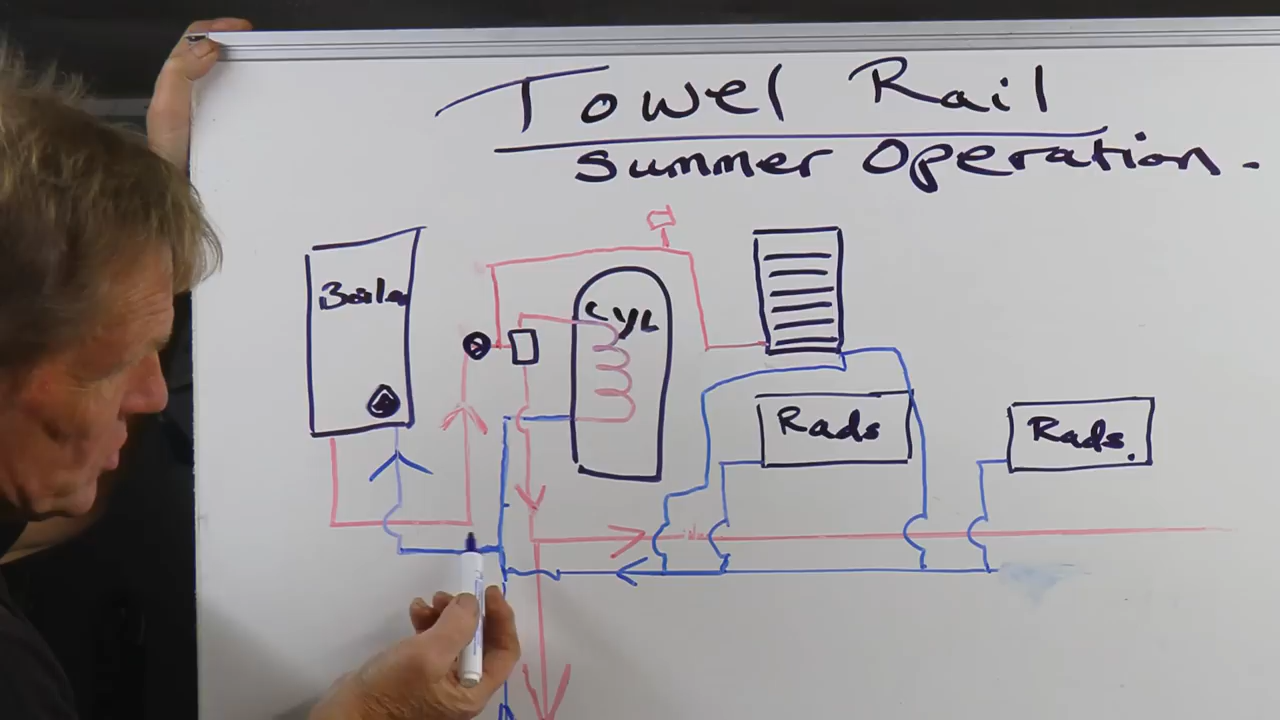 Towel Rail
summer Operation.
Boiler
CYL
Rads
Rads.